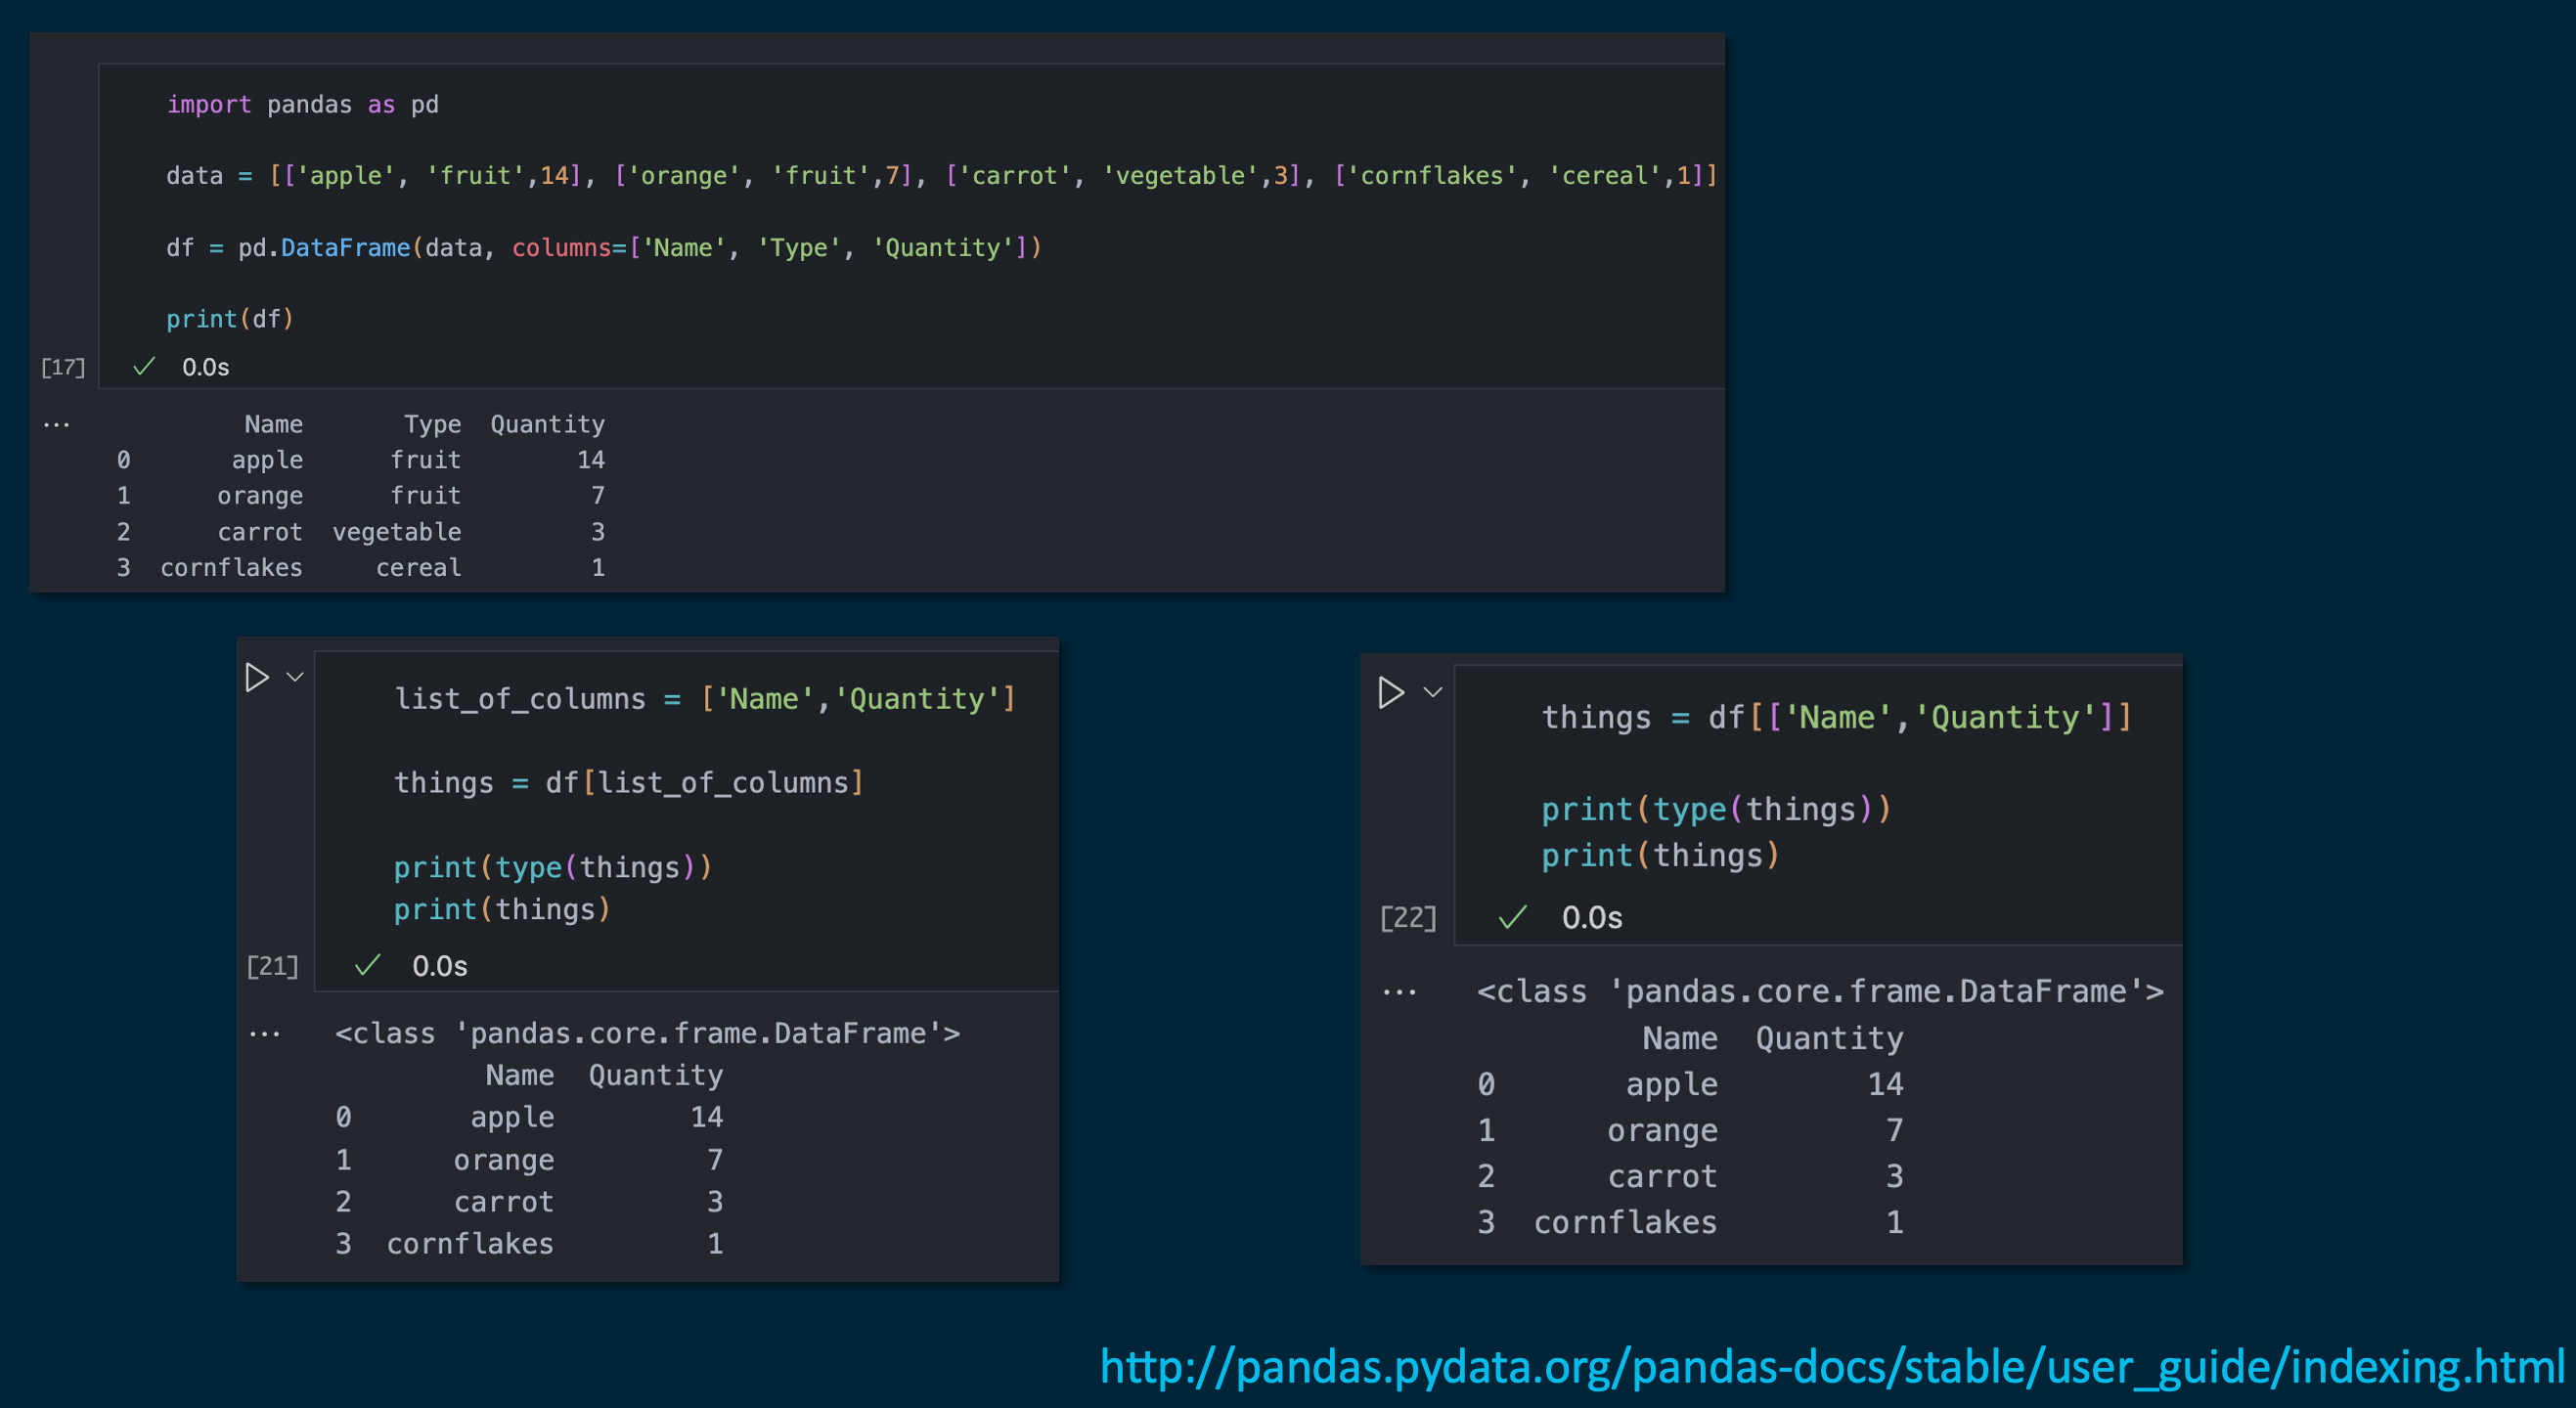 import pandas as pd
data = [['apple', 'fruit',14], ['orange', 'fruit',7], ['carrot', 'vegetable',3], ['cornflakes', 'cereal',1]]
df = pd.DataFrame(data, columns=['Name', 'Type', 'Quantity'])
print(df)
[17] ✓ 0.0s
... Name Type Quantity
0 apple fruit 14
1 orange fruit 7
2 carrot vegetable 3
3 cornflakes cereal 1
list_of_columns = ['Name','Quantity']
things = df[list_of_columns]
print(type(things))
print(things)
[21] ✓ 0.0s
... <class 'pandas.core.frame.DataFrame'>
Name Quantity
0 apple 14
1 orange 7
2 carrot 3
3 cornflakes 1
things = df[['Name','Quantity']]
print(type(things))
print(things)
[22] ✓ 0.0s
... <class 'pandas.core.frame.DataFrame'>
Name Quantity
0 apple 14
1 orange 7
2 carrot 3
3 cornflakes 1
http://pandas.pydata.org/pandas-docs/stable/user_guide/indexing.html